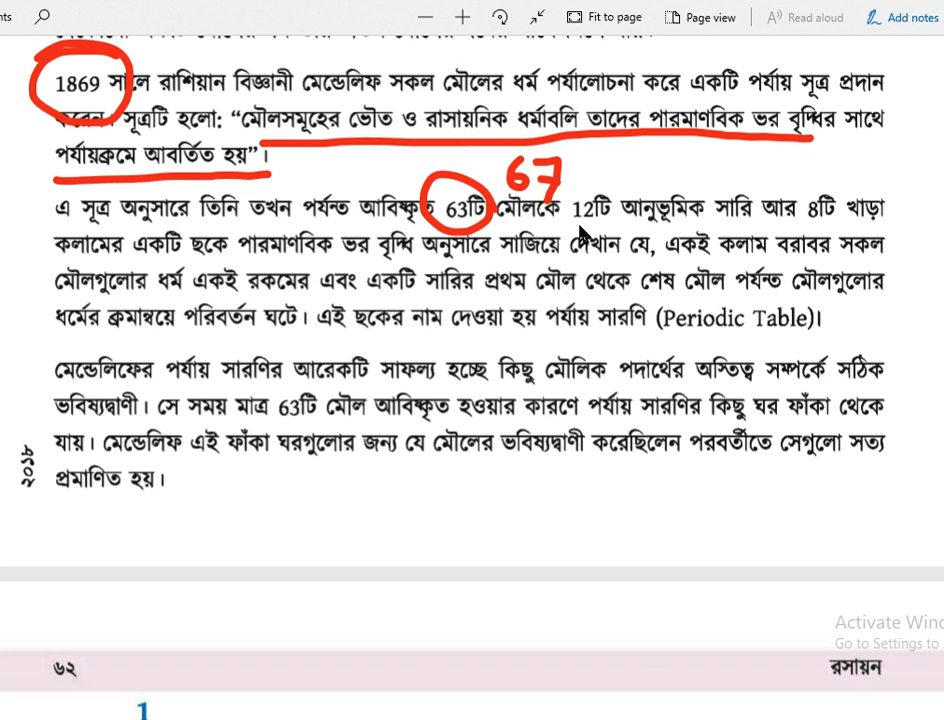 nts
Fit to page
Page view
Read aloud
Add notes
1869 সালে রাশিয়ান বিজ্ঞানী মেন্ডেলিফ সকল মৌলের ধর্ম পর্যালোচনা করে একটি পর্যায় সূত্র প্রদান
করেন। সূত্রটি হলো: “মৌলসমূহের ভৌত ও রাসায়নিক ধর্মাবলি তাদের পারমাণবিক ভর বৃদ্ধির সাথে
পর্যায়ক্রমে আবর্তিত হয়”।
67
এ সূত্র অনুসারে তিনি তখন পর্যন্ত আবিষ্কৃত 63টি মৌলকে 12টি আনুভূমিক সারি আর 8টি খাড়া
কলামের একটি ছকে পারমাণবিক ভর বৃদ্ধি অনুসারে সাজিয়ে দেখান যে, একই কলাম বরাবর সকল
মৌলগুলোর ধর্ম একই রকমের এবং একটি সারির প্রথম মৌল থেকে শেষ মৌল পর্যন্ত মৌলগুলোর
ধর্মের ক্রমান্বয়ে পরিবর্তন ঘটে। এই ছকের নাম দেওয়া হয় পর্যায় সারণি (Periodic Table)।
মেন্ডেলিফের পর্যায় সারণির আরেকটি সাফল্য হচ্ছে কিছু মৌলিক পদার্থের অস্তিত্ব সম্পর্কে সঠিক
ভবিষ্যদ্বাণী। সে সময় মাত্র 63টি মৌল আবিষ্কৃত হওয়ার কারণে পর্যায় সারণির কিছু ঘর ফাঁকা থেকে
যায়। মেন্ডেলিফ এই ফাঁকা ঘরগুলোর জন্য যে মৌলের ভবিষ্যদ্বাণী করেছিলেন পরবর্তীতে সেগুলো সত্য
প্রমাণিত হয়।
২০১৮
Activate Wind
Go to Settings to
৬২
রসায়ন
1